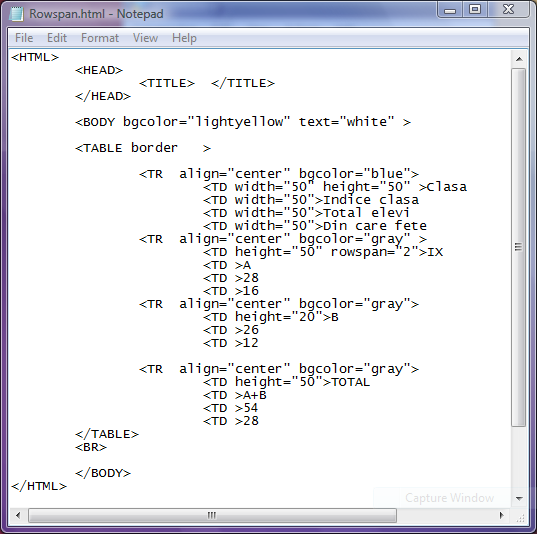 Rowspan.html - Notepad
File Edit Format View Help
<HTML>
<HEAD>
<TITLE>  </TITLE>
</HEAD>
<BODY bgcolor="lightyellow" text="white" >
<TABLE border   >
<TR  align="center" bgcolor="blue">
<TD width="50" height="50" >Clasa
<TD width="50">Indice clasa
<TD width="50">Total elevi
<TD width="50">Din care fete
<TR  align="center" bgcolor="gray" >
<TD height="50" rowspan="2">IX
<TD >A
<TD >28
<TD >16
<TR  align="center" bgcolor="gray">
<TD height="20">B
<TD >26
<TD >12
<TR  align="center" bgcolor="gray">
<TD height="50">TOTAL
<TD >A+B
<TD >54
<TD >28
</TABLE>
<BR>
</BODY>
</HTML>
Capture Window